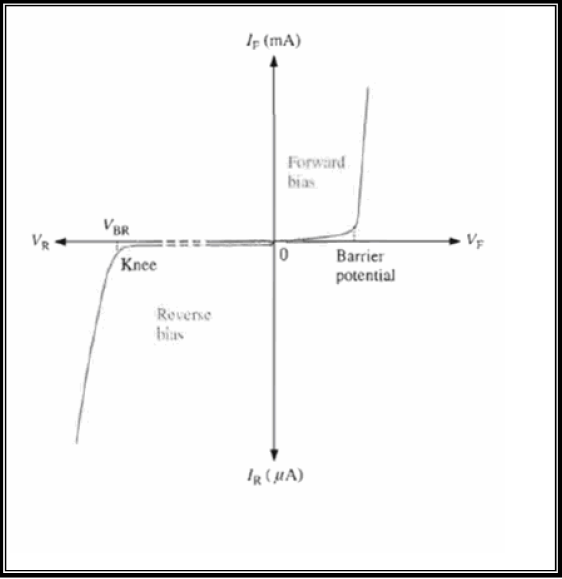 I_F (mA)
Forward
bias
V_BR
V_R
V_F
0
Barrier
potential
Knee
Reverse
bias
I_R (μA)